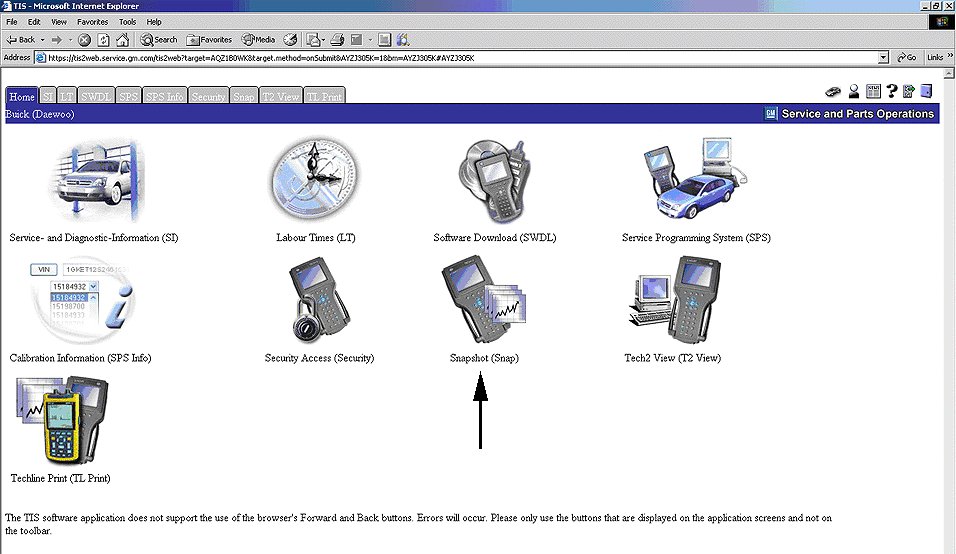 TIS - Microsoft Internet Explorer
File Edit View Favorites Tools Help
Back Search Favorites Media
Address https://tis2web.service.gm.com/tis2web?target=AQZ1B0WK&target.method=onSubmit&AYZJ305K=1&bm=AYZJ305K#AYZJ305K Go Links »
Home SI LT SWDL SPS SPS Info Security Snap T2 View TL Print
Buick (Daewoo) GM Service and Parts Operations
Service- and Diagnostic-Information (SI) Labour Times (LT) Software Download (SWDL) Service Programming System (SPS)
VIN
15184932
15184932
15198700
15184933
Calibration Information (SPS Info) Security Access (Security) Snapshot (Snap) Tech2 View (T2 View)
Techline Print (TL Print)
The TIS software application does not support the use of the browser's Forward and Back buttons. Errors will occur. Please only use the buttons that are displayed on the application screens and not on
the toolbar.